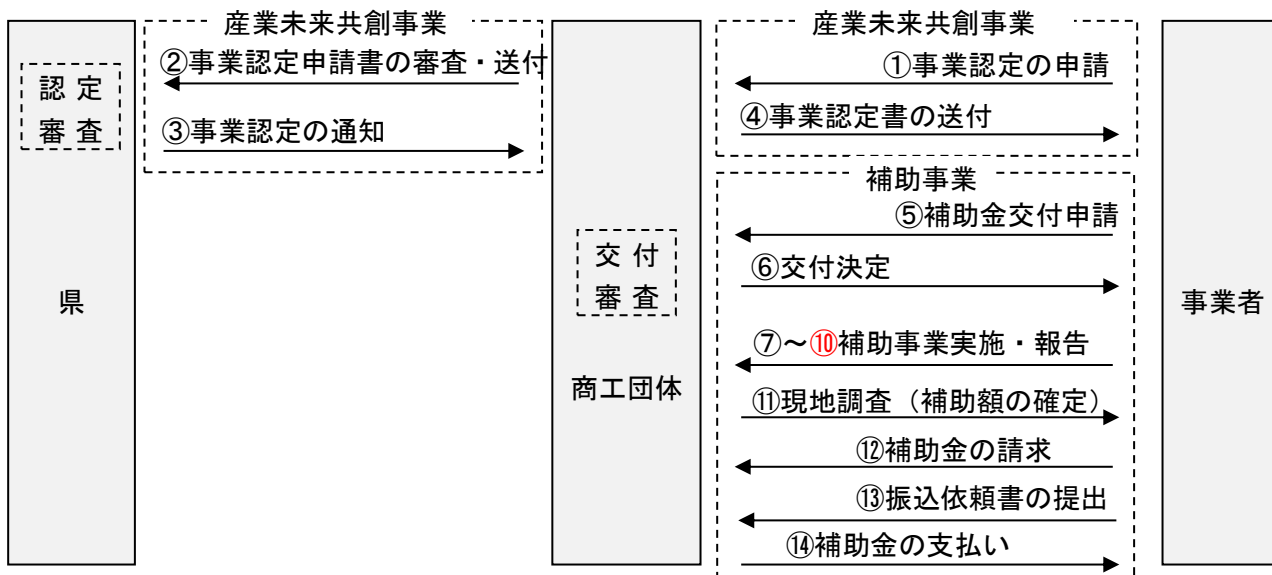 産業未来共創事業
産業未来共創事業
②事業認定申請書の審査・送付
①事業認定の申請
認定
審査
③事業認定の通知
④事業認定書の送付
補助事業
⑤補助金交付申請
交付
審査
⑥交付決定
県
事業者
⑦～⑩補助事業実施・報告
商工団体
⑪現地調査（補助額の確定）
⑫補助金の請求
⑬振込依頼書の提出
⑭補助金の支払い